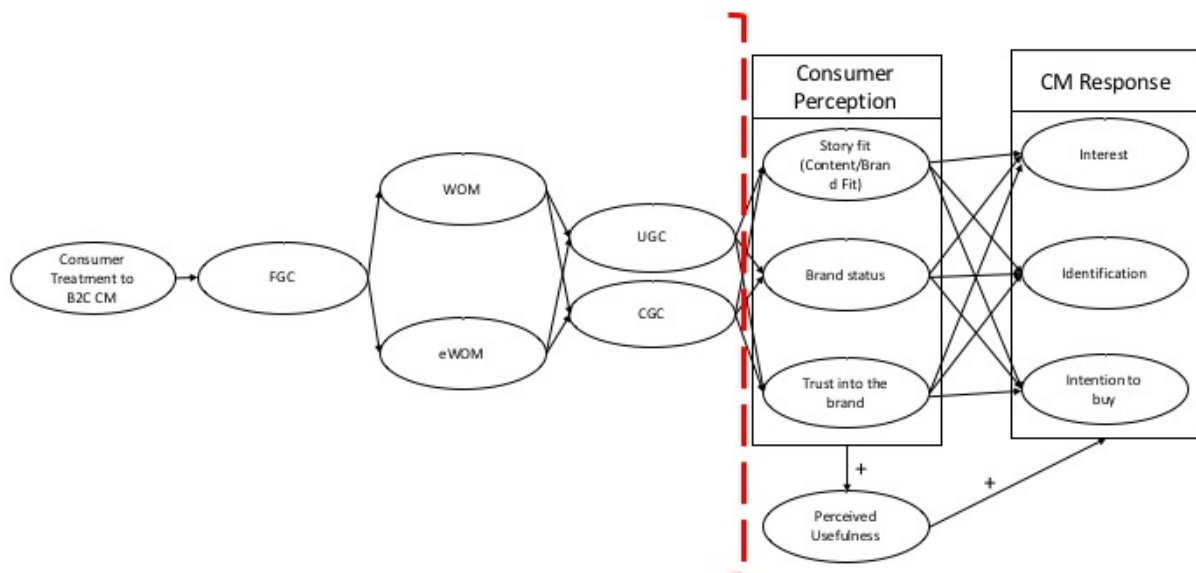 Consumer
Treatment to
B2C CM
FGC
WOM
eWOM
UGC
CGC
Consumer
Perception
Story fit
(Content/Bran
d Fit)
Brand status
Trust into the
brand
+
Perceived
Usefulness
+
CM Response
Interest
Identification
Intention to
buy